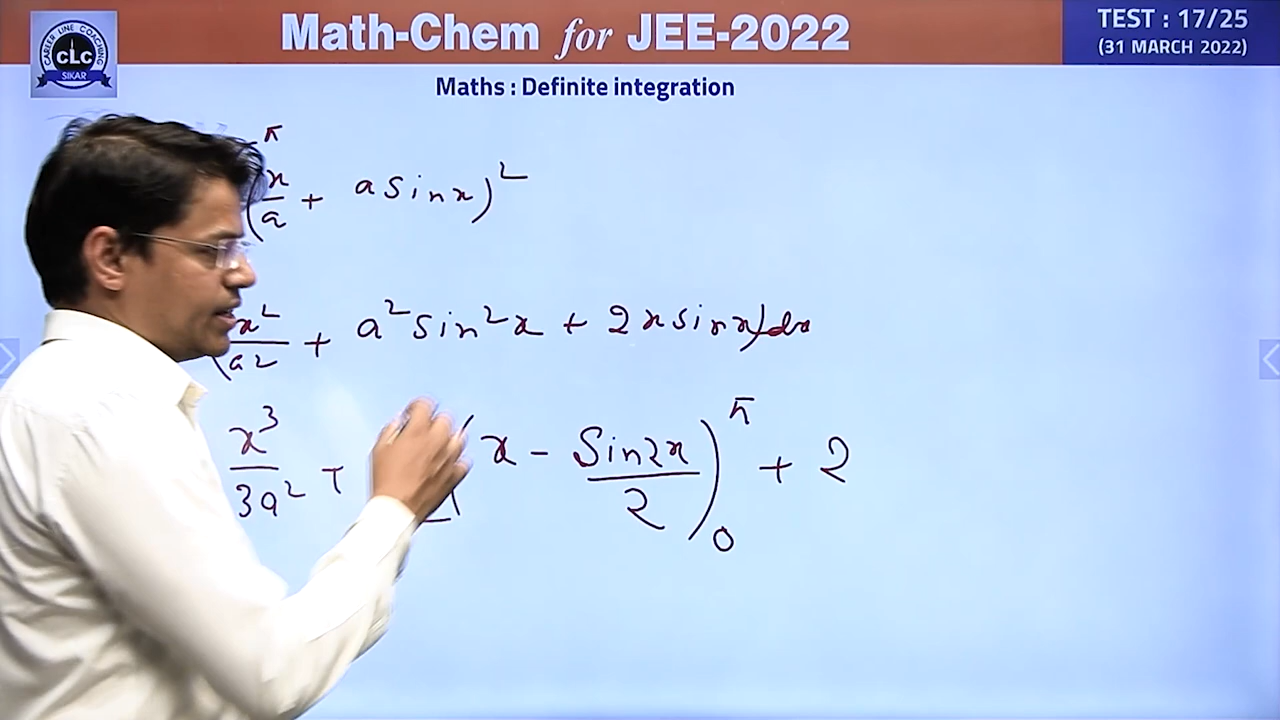 Math-Chem for JEE-2022
TEST : 17/25
(31 MARCH 2022)
CAREER LINE COACHING
CLC
SIKAR
Maths : Definite integration
π
(x/a + a sin x)²
(x²/a² + a² sin² x + 2x sin x) dx
x³/3a² + /2 (x - Sin2x/2)₀^π + 2